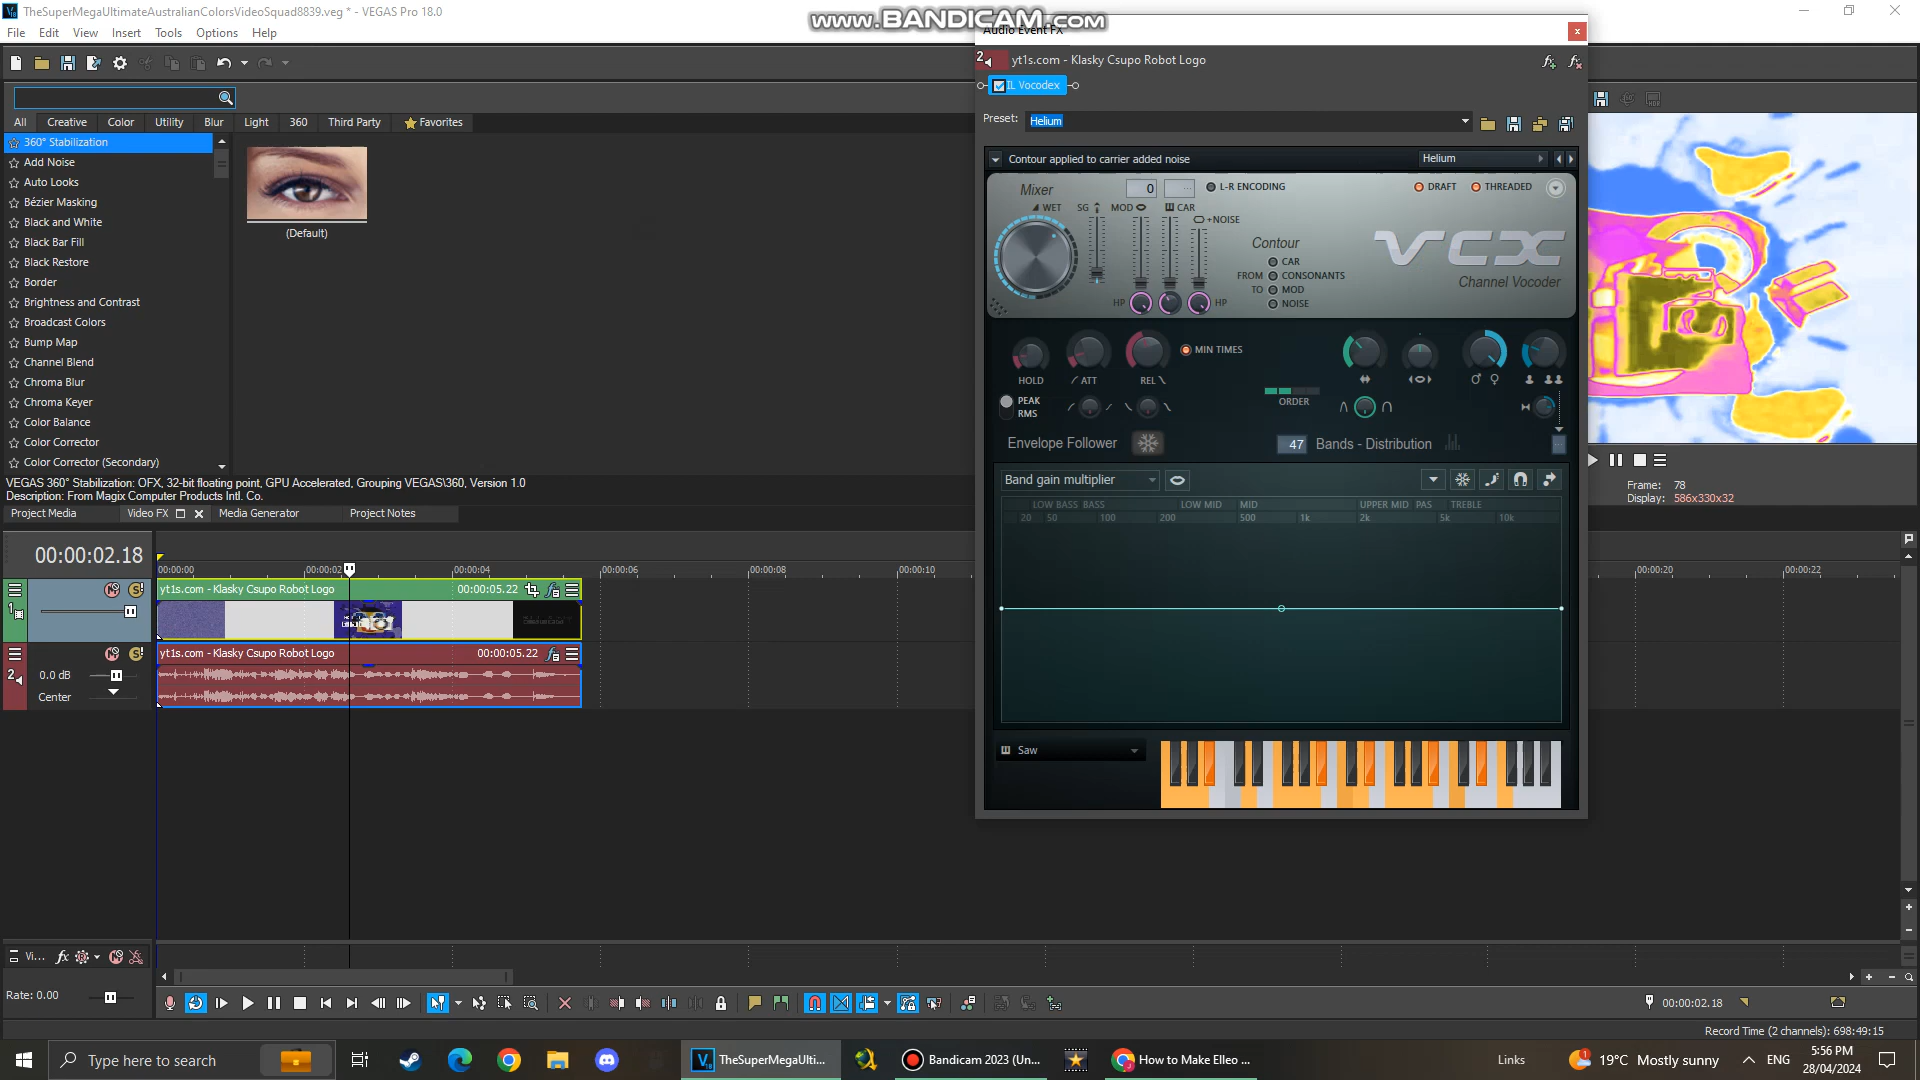 TheSuperMegaUltimateAustralianColorsVideoSquad8839.veg * - VEGAS Pro 18.0
www.BANDICAM.com
File Edit View Insert Tools Options Help
Audio Event FX
yt1s.com - Klasky Csupo Robot Logo
IL Vocodex
Preset: Helium
All Creative Color Utility Blur Light 360 Third Party Favorites
360° Stabilization
Add Noise
Auto Looks
Bézier Masking
Black and White
Black Bar Fill
Black Restore
Border
Brightness and Contrast
Broadcast Colors
Bump Map
Channel Blend
Chroma Blur
Chroma Keyer
Color Balance
Color Corrector
Color Corrector (Secondary)
(Default)
VEGAS 360° Stabilization: OFX, 32-bit floating point, GPU Accelerated, Grouping VEGAS\360, Version 1.0
Description: From Magix Computer Products Intl. Co.
Project Media Video FX Media Generator Project Notes
Contour applied to carrier added noise Helium
Mixer 0 L-R ENCODING DRAFT THREADED
WET SG MOD CAR
+NOISE
Contour
CAR
FROM CONSONANTS
TO MOD
NOISE
HP HP
VCX
Channel Vocoder
MIN TIMES
HOLD ATT REL
ORDER
PEAK
RMS
Envelope Follower 47 Bands - Distribution
Band gain multiplier
LOW BASS BASS LOW MID MID UPPER MID PAS TREBLE
20 50 100 200 500 1k 2k 5k 10k
Saw
Frame: 78
Display: 586x330x32
00:00:02.18
00:00:00 00:00:02 00:00:04 00:00:06 00:00:08 00:00:10 00:00:20 00:00:22
1 yt1s.com - Klasky Csupo Robot Logo 00:00:05.22
2 yt1s.com - Klasky Csupo Robot Logo 00:00:05.22
0.0 dB
Center
Vi...
Rate: 0.00
00:00:02.18
Record Time (2 channels): 698:49:15
Type here to search
TheSuperMegaUlti...
Bandicam 2023 (Un...
How to Make Elleo ...
Links
19°C Mostly sunny
ENG
5:56 PM
28/04/2024